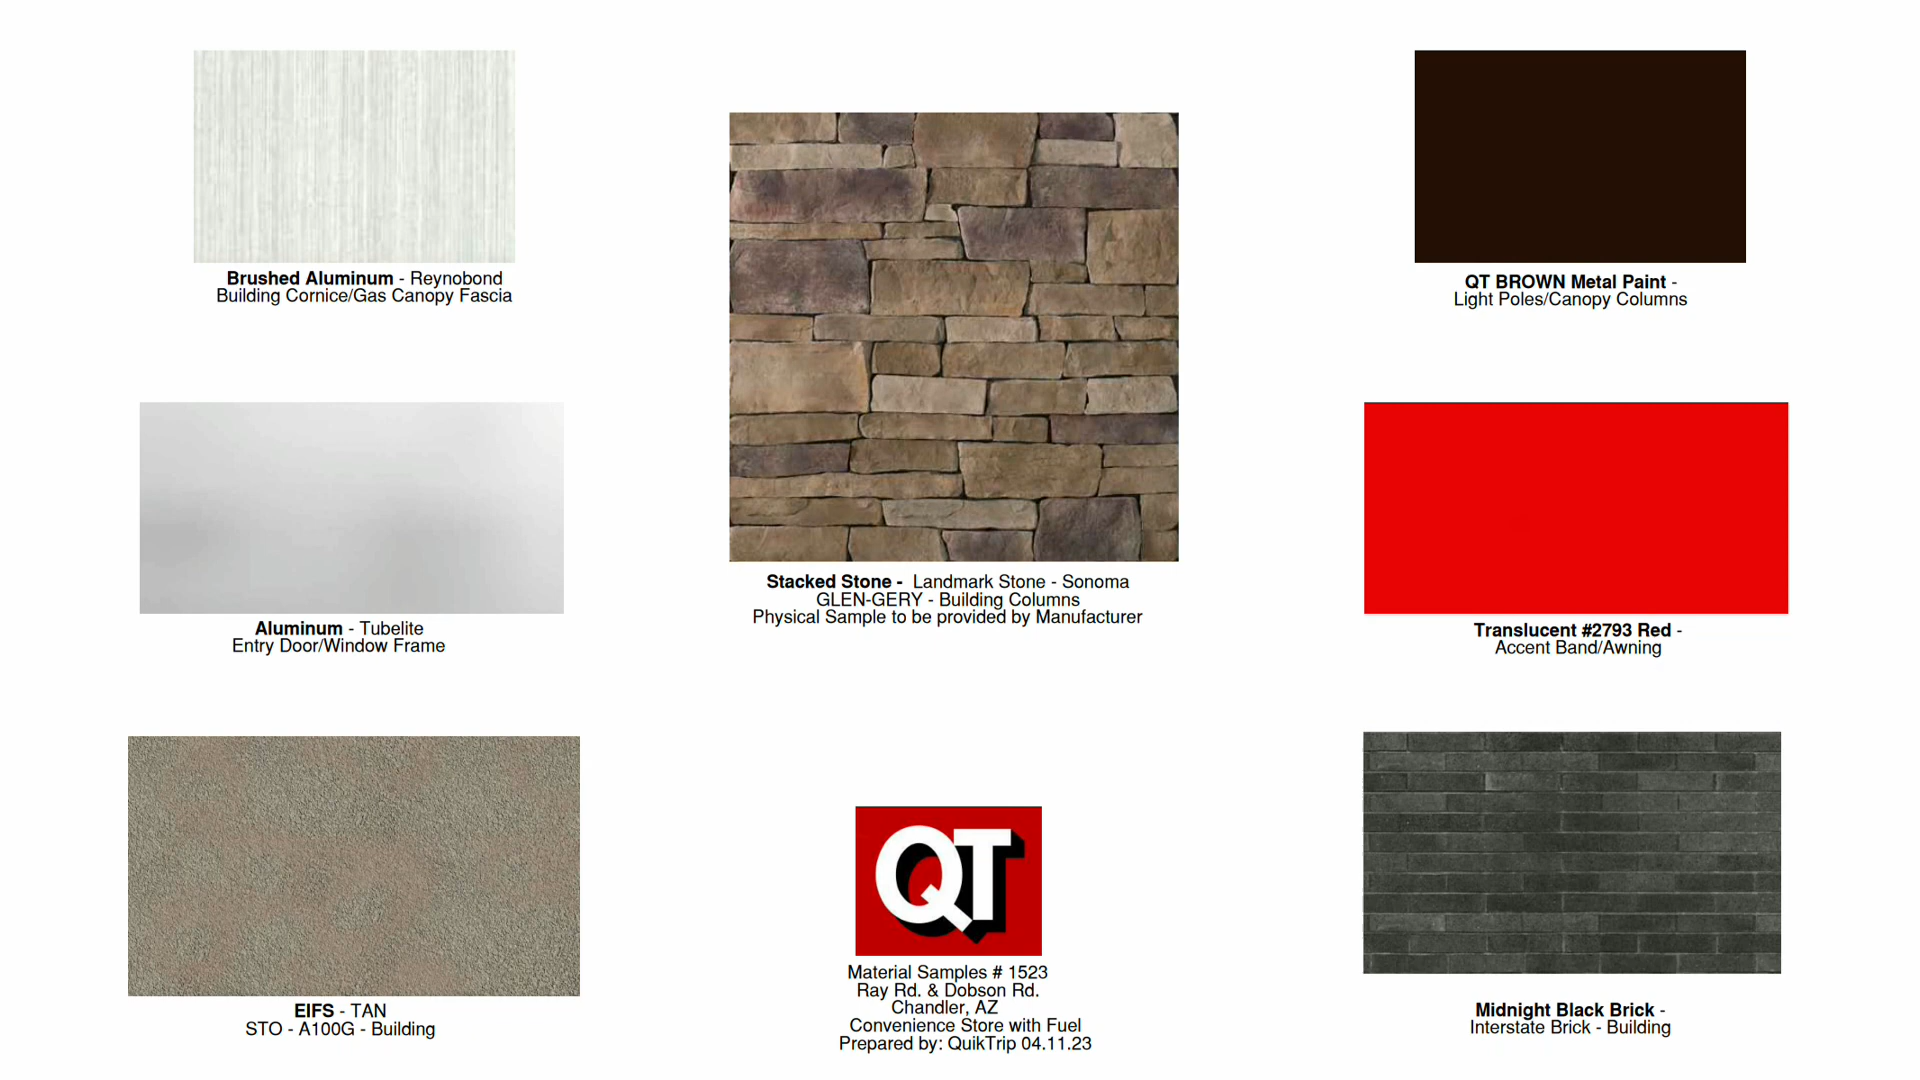 Brushed Aluminum - Reynobond
Building Cornice/Gas Canopy Fascia
QT BROWN Metal Paint -
Light Poles/Canopy Columns
Stacked Stone -  Landmark Stone - Sonoma
GLEN-GERY - Building Columns
Physical Sample to be provided by Manufacturer
Aluminum - Tubelite
Entry Door/Window Frame
Translucent #2793 Red -
Accent Band/Awning
EIFS - TAN
STO - A100G - Building
QT
Material Samples # 1523
Ray Rd. & Dobson Rd.
Chandler, AZ
Convenience Store with Fuel
Prepared by: QuikTrip 04.11.23
Midnight Black Brick -
Interstate Brick - Building